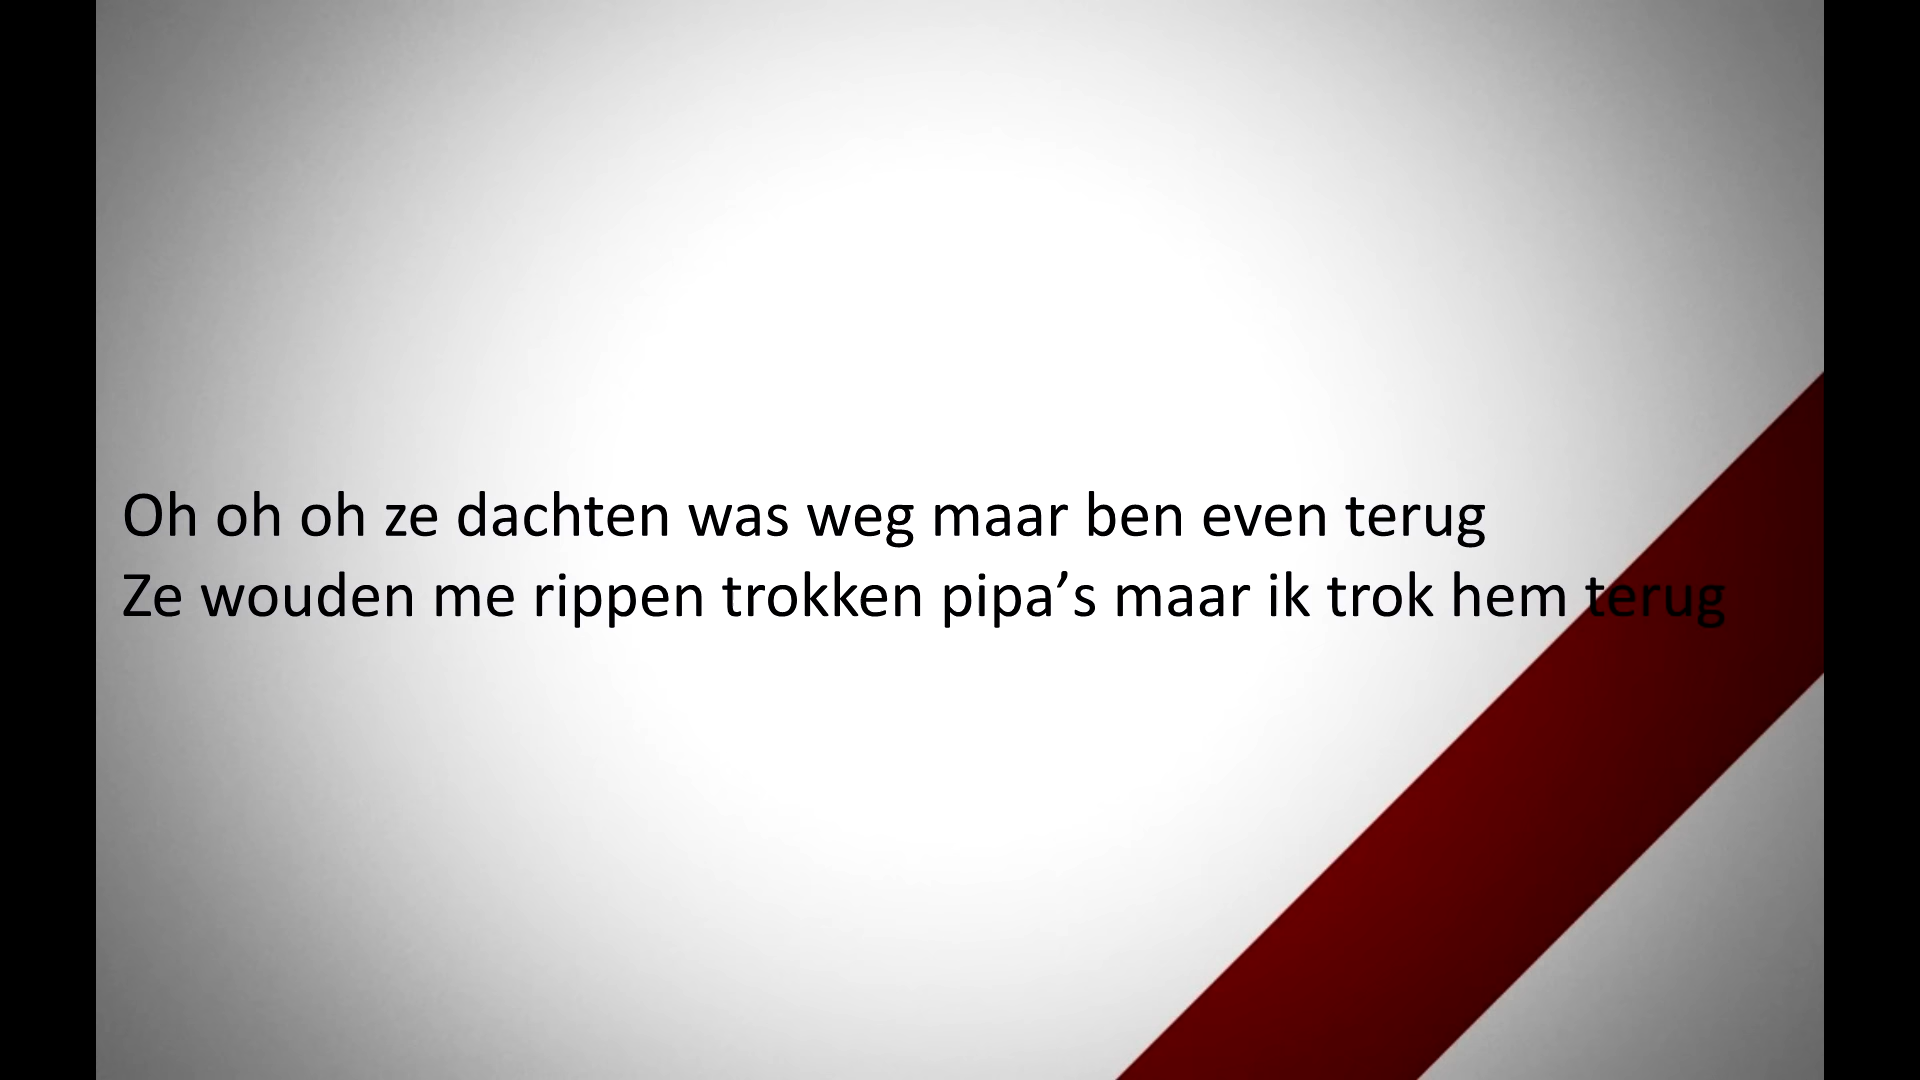 Oh oh oh ze dachten was weg maar ben even terug
Ze wouden me rippen trokken pipa’s maar ik trok hem terug